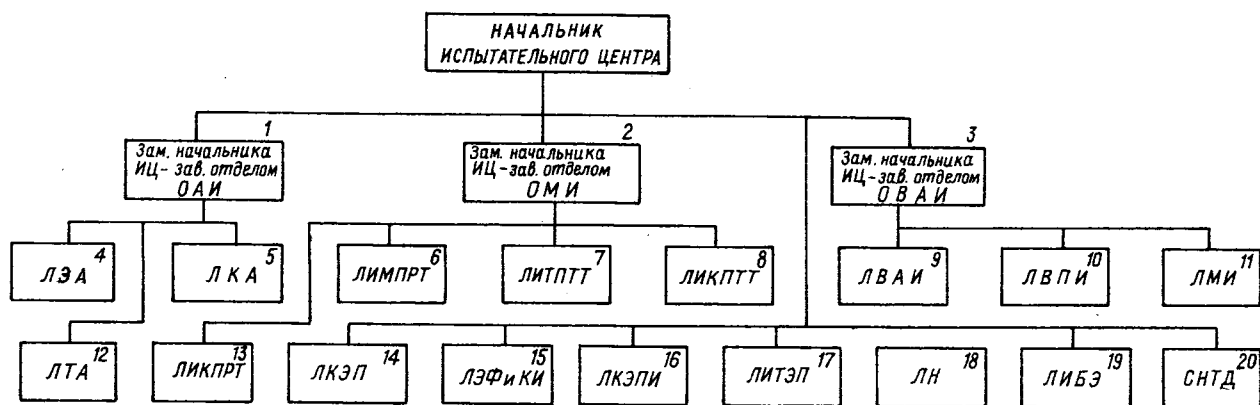 НАЧАЛЬНИК
ИСПЫТАТЕЛЬНОГО ЦЕНТРА
1
Зам. начальника
ИЦ-зав. отделом
ОАИ
2
Зам. начальника
ИЦ-зав. отделом
ОМИ
3
Зам. начальника
ИЦ-зав. отделом
ОВАИ
ЛЭА 4
ЛКА 5
ЛИМПРТ 6
ЛИТПТТ 7
ЛИКПТТ 8
ЛВАИ 9
ЛВПИ 10
ЛМИ 11
ЛТА 12
ЛИКПРТ 13
ЛКЭП 14
ЛЭФиКИ 15
ЛКЭПИ 16
ЛИТЭП 17
ЛН 18
ЛИБЭ 19
СНТД 20